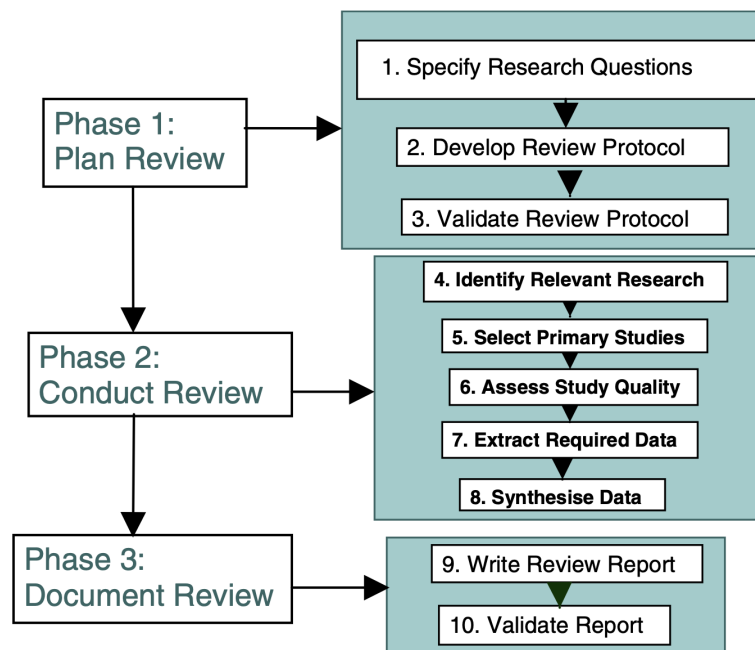 Phase 1:
Plan Review
1. Specify Research Questions
2. Develop Review Protocol
3. Validate Review Protocol
Phase 2:
Conduct Review
4. Identify Relevant Research
5. Select Primary Studies
6. Assess Study Quality
7. Extract Required Data
8. Synthesise Data
Phase 3:
Document Review
9. Write Review Report
10. Validate Report